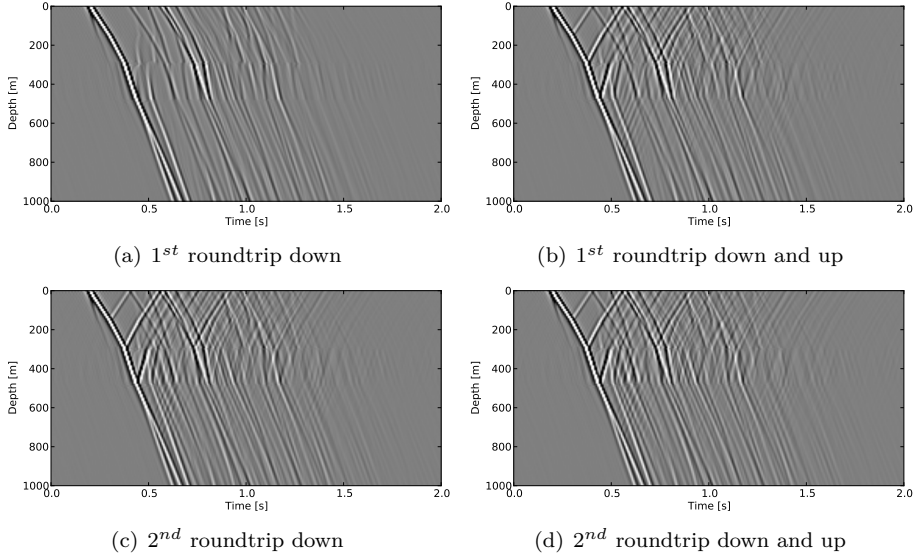 0
200
400
600
800
1000
Depth [m]
0.0 0.5 1.0 1.5 2.0
Time [s]
(a) 1st roundtrip down
0
200
400
600
800
1000
Depth [m]
0.0 0.5 1.0 1.5 2.0
Time [s]
(b) 1st roundtrip down and up
0
200
400
600
800
1000
Depth [m]
0.0 0.5 1.0 1.5 2.0
Time [s]
(c) 2nd roundtrip down
0
200
400
600
800
1000
Depth [m]
0.0 0.5 1.0 1.5 2.0
Time [s]
(d) 2nd roundtrip down and up